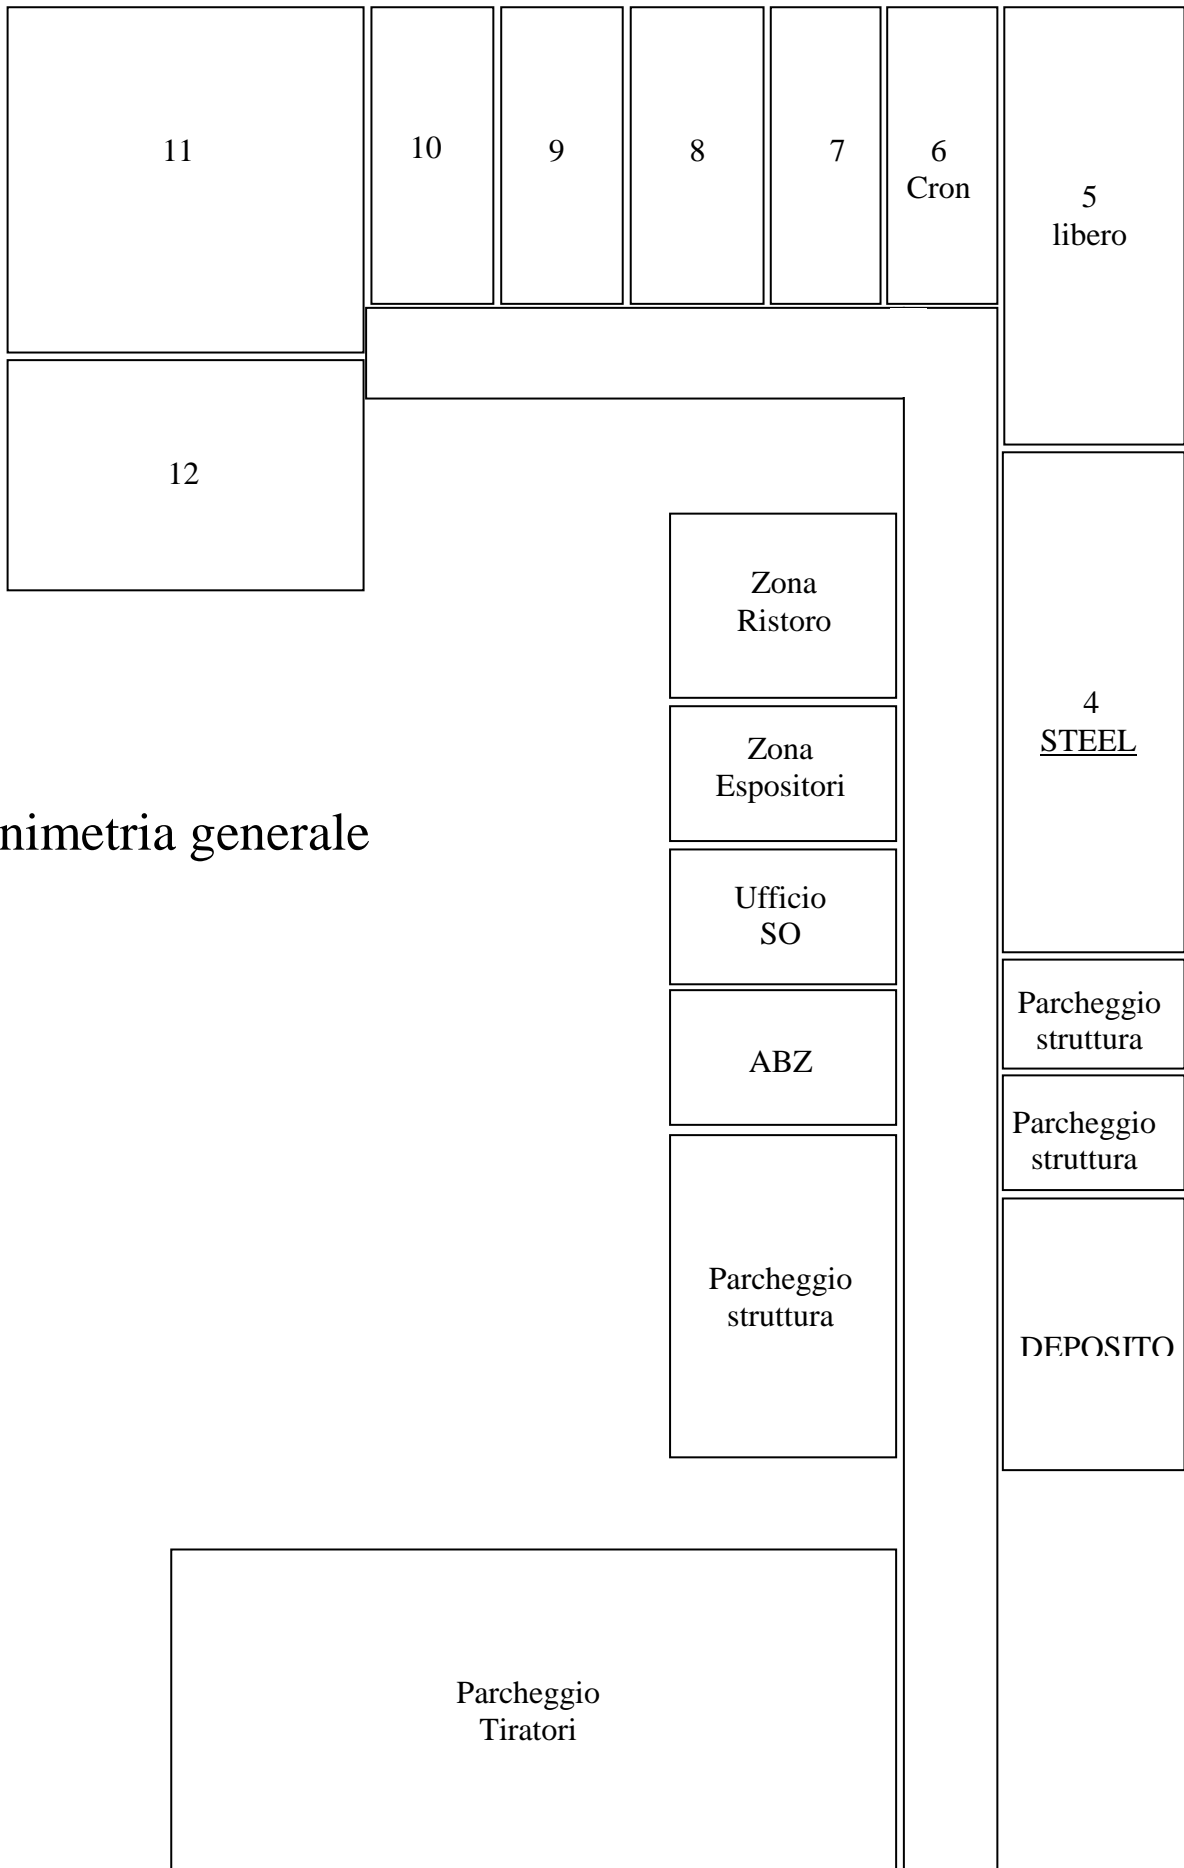 11
10
9
8
7
6
Cron
5
libero
12
Zona
Ristoro
4
STEEL
Zona
Espositori
nimetria generale
Ufficio
SO
Parcheggio
struttura
ABZ
Parcheggio
struttura
Parcheggio
struttura
DEPOSITO
Parcheggio
Tiratori